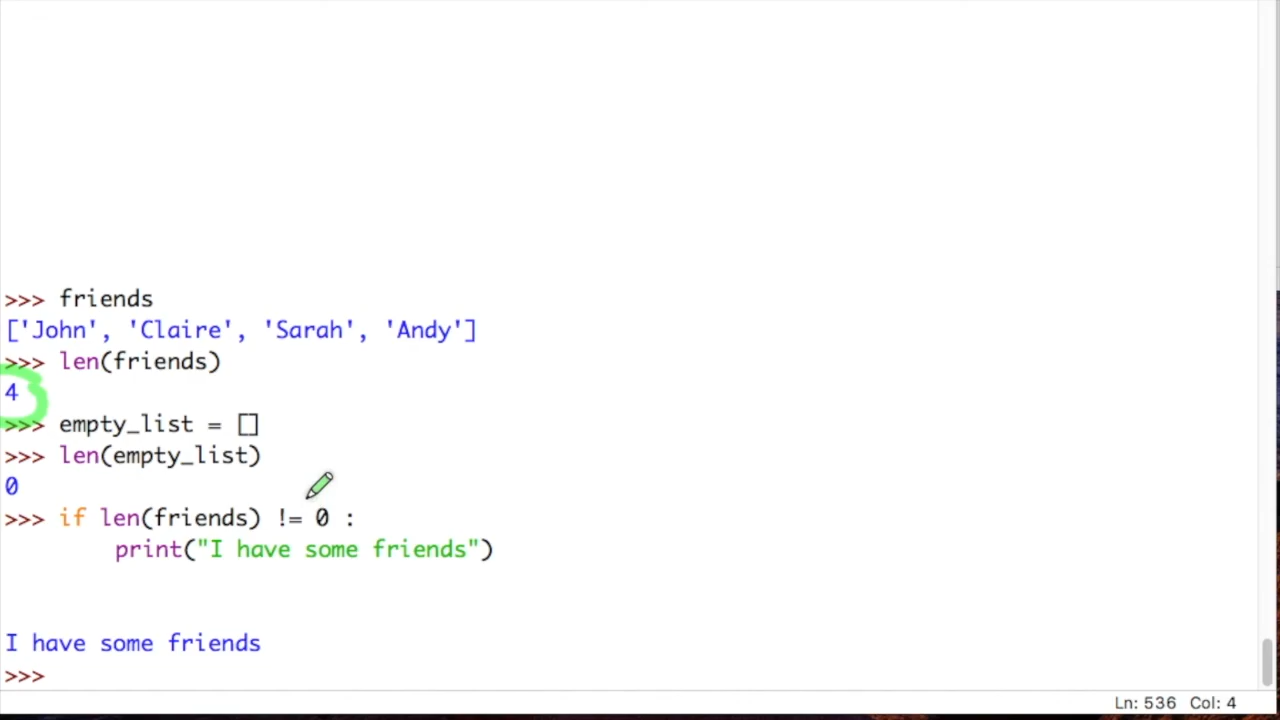 >>> friends
['John', 'Claire', 'Sarah', 'Andy']
>>> len(friends)
4
>>> empty_list = []
>>> len(empty_list)
0
>>> if len(friends) != 0 :
        print("I have some friends")
I have some friends
>>>
Ln: 536 Col: 4